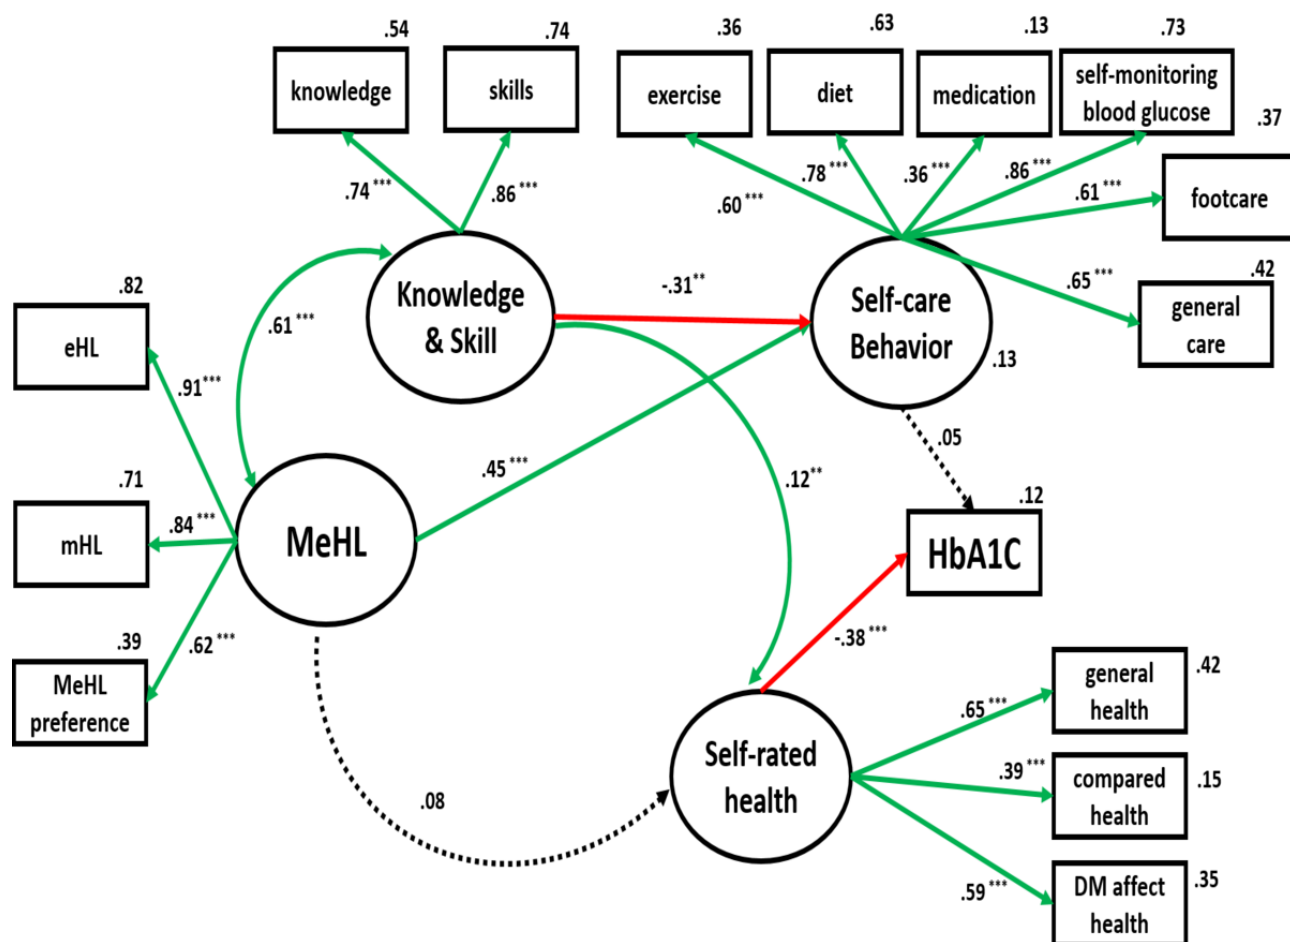 .54
.74
.36
.63
.13
.73
knowledge
skills
exercise
diet
medication
self-monitoring
blood glucose
.37
footcare
.74 ***
.86 ***
.60 ***
.78 ***
.36 ***
.86 ***
.61 ***
.65 ***
.42
general
care
Knowledge
& Skill
-.31**
Self-care
Behavior
.13
.82
eHL
.61 ***
.91***
.45 ***
.12**
.05
.12
HbA1C
.71
mHL
.84 ***
MeHL
.39
MeHL
preference
.62 ***
-.38 ***
.08
Self-rated
health
.65 ***
general
health
.42
.39 ***
compared
health
.15
.59 ***
DM affect
health
.35